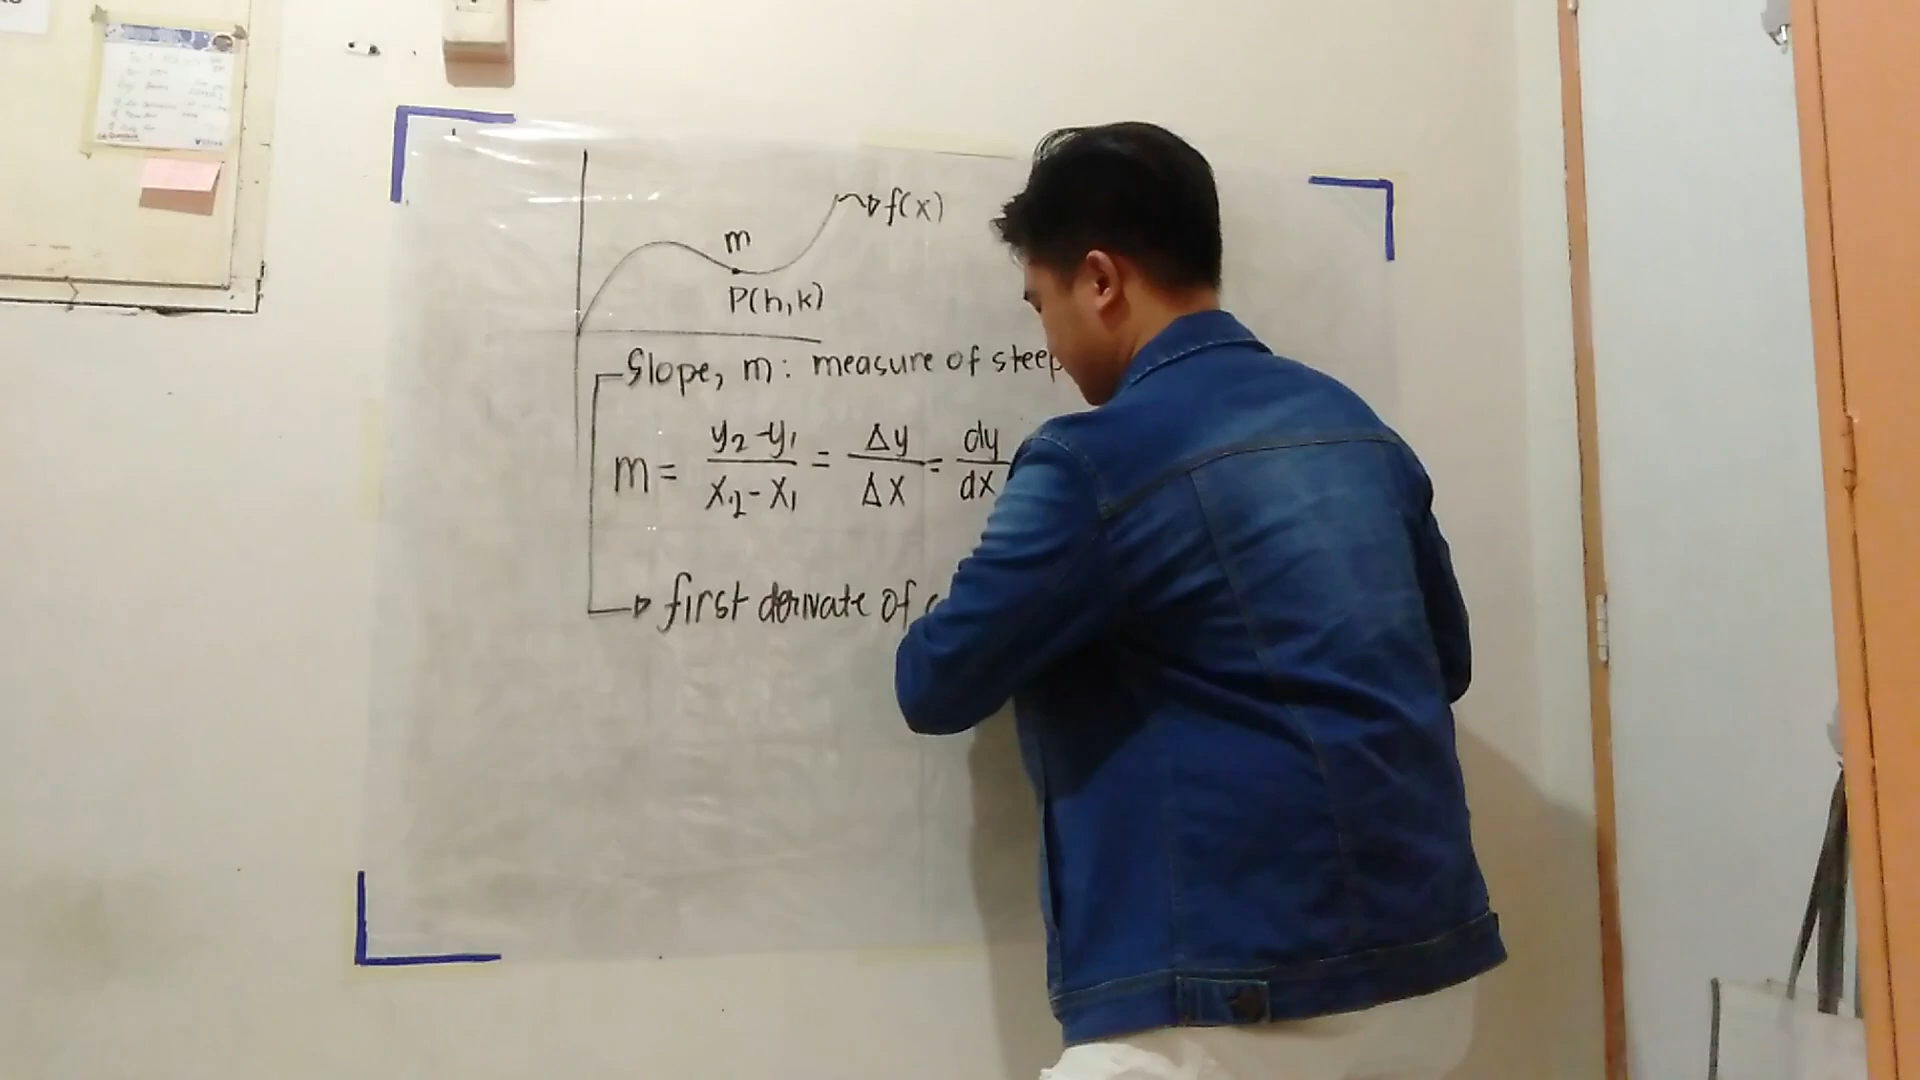 f(x)
m
P(h,k)
Slope, m: measure of steep
m = y2-y1 / x2-x1 = Δy / Δx = dy / dx
first derivate of